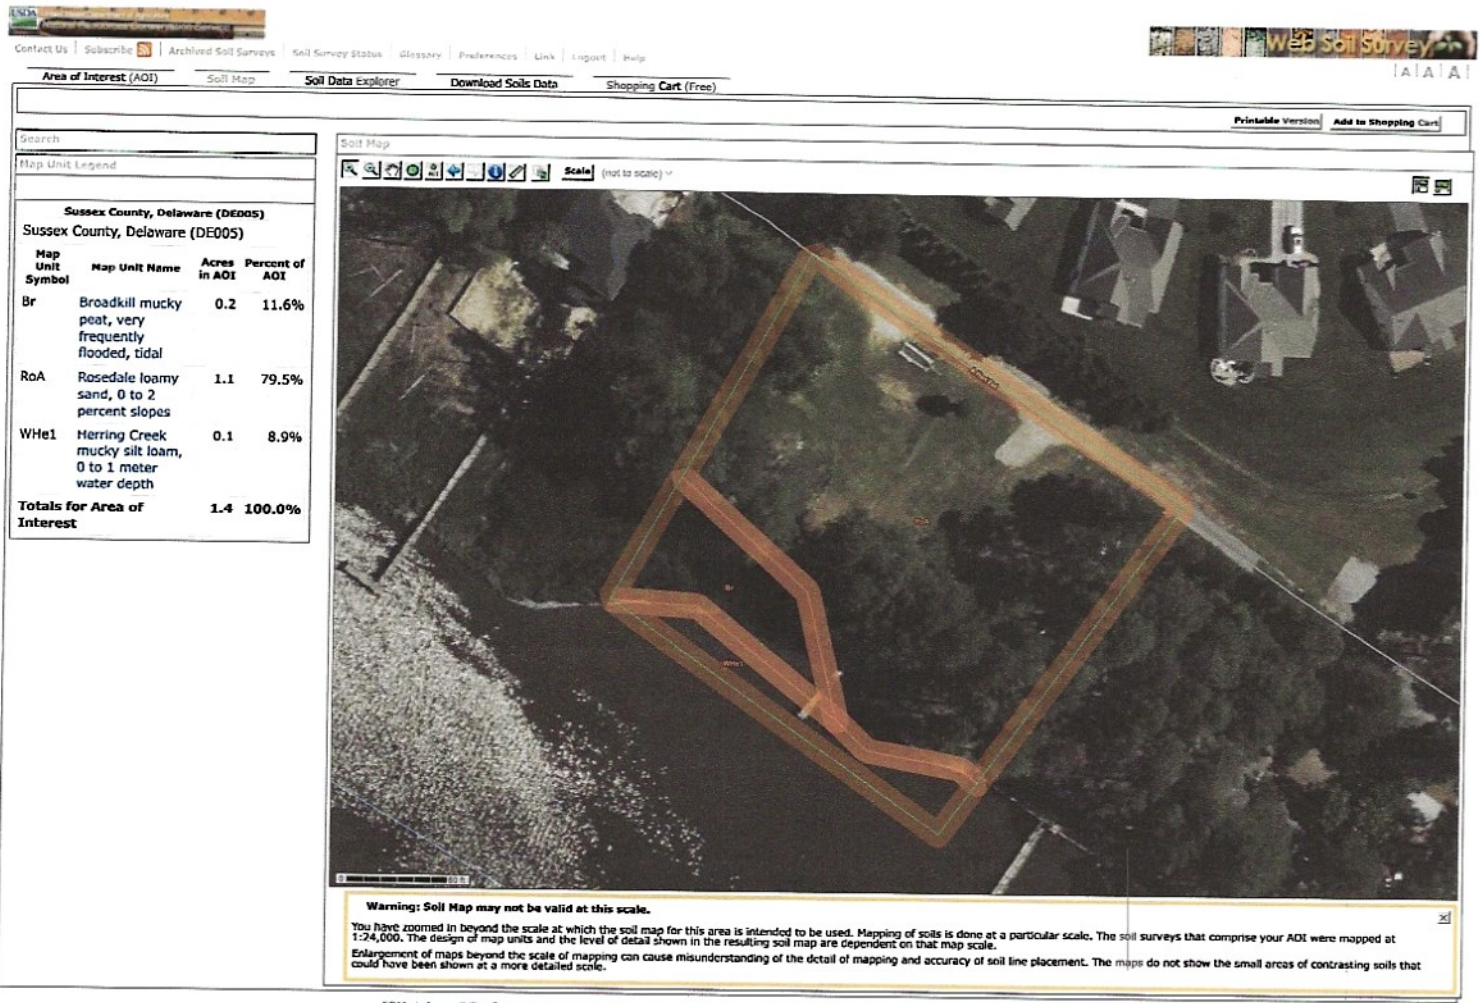 USDA
Natural Resources Conservation Service
Web Soil Survey
Contact Us | Subscribe | Archived Soil Surveys | Soil Survey Status | Glossary | Preferences | Link | Logout | Help
A | A | A
Area of Interest (AOI)
Soil Map
Soil Data Explorer
Download Soils Data
Shopping Cart (Free)
Printable Version
Add to Shopping Cart
Search
Map Unit Legend
Sussex County, Delaware (DE005)
Sussex County, Delaware (DE005)
Map Unit Symbol Map Unit Name Acres in AOI Percent of AOI
Br Broadkill mucky 0.2 11.6%
peat, very
frequently
flooded, tidal
RoA Rosedale loamy 1.1 79.5%
sand, 0 to 2
percent slopes
WHe1 Herring Creek 0.1 8.9%
mucky silt loam,
0 to 1 meter
water depth
Totals for Area of 1.4 100.0%
Interest
Soil Map
Scale (not to scale)
RoA
Br
WHe1
0 60 ft
Warning: Soil Map may not be valid at this scale.
You have zoomed in beyond the scale at which the soil map for this area is intended to be used. Mapping of soils is done at a particular scale. The soil surveys that comprise your AOI were mapped at
1:24,000. The design of map units and the level of detail shown in the resulting soil map are dependent on that map scale.
Enlargement of maps beyond the scale of mapping can cause misunderstanding of the detail of mapping and accuracy of soil line placement. The maps do not show the small areas of contrasting soils that
could have been shown at a more detailed scale.